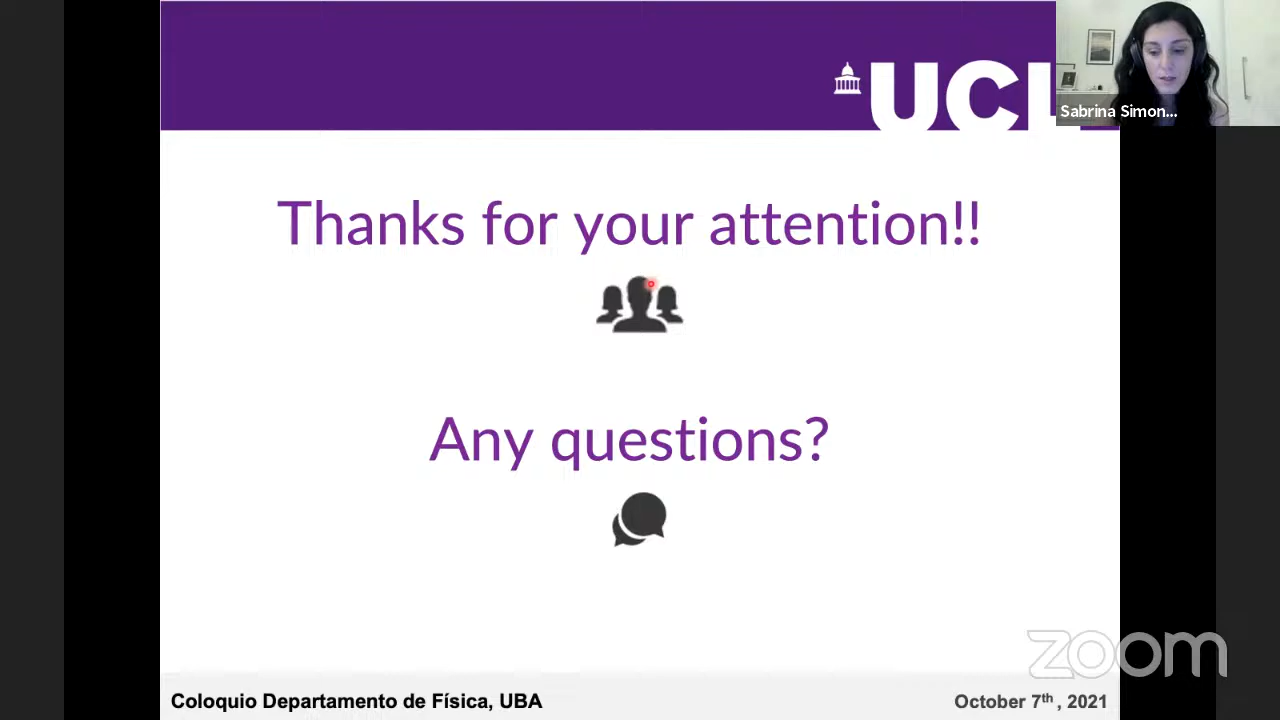 UCL
Sabrina Simon...
Thanks for your attention!!
Any questions?
zoom
Coloquio Departamento de Física, UBA
October 7th , 2021